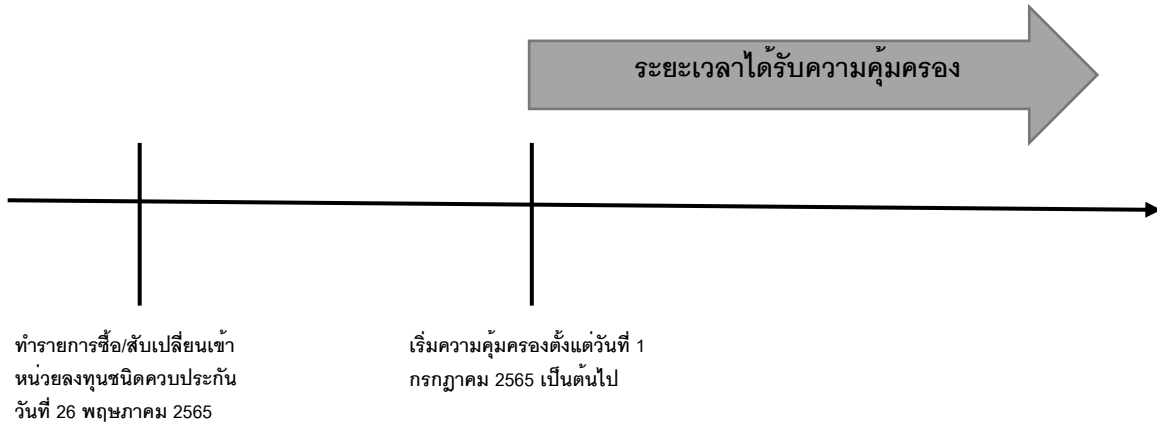 ระยะเวลาได้รับความคุ้มครอง
ทำรายการซื้อ/สับเปลี่ยนเข้า
หน่วยลงทุนชนิดควบประกัน
วันที่ 26 พฤษภาคม 2565
เริ่มความคุ้มครองตั้งแต่วันที่ 1
กรกฎาคม 2565 เป็นต้นไป